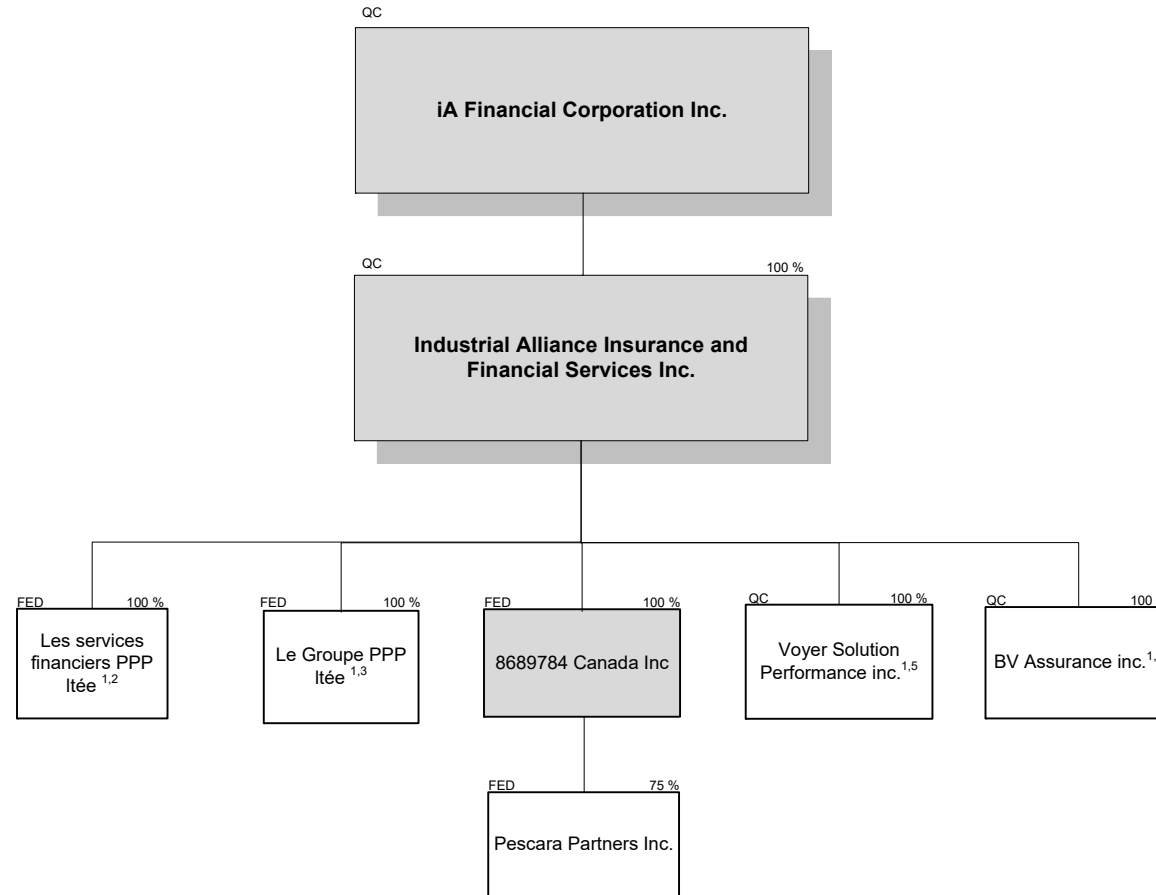 QC
iA Financial Corporation Inc.
QC 100 %
Industrial Alliance Insurance and
Financial Services Inc.
FED 100 %
Les services
financiers PPP
ltée 1,2
FED 100 %
Le Groupe PPP
ltée 1,3
FED 100 %
8689784 Canada Inc
QC 100 %
Voyer Solution
Performance inc.1,5
QC 100
BV Assurance inc.1,
FED 75 %
Pescara Partners Inc.